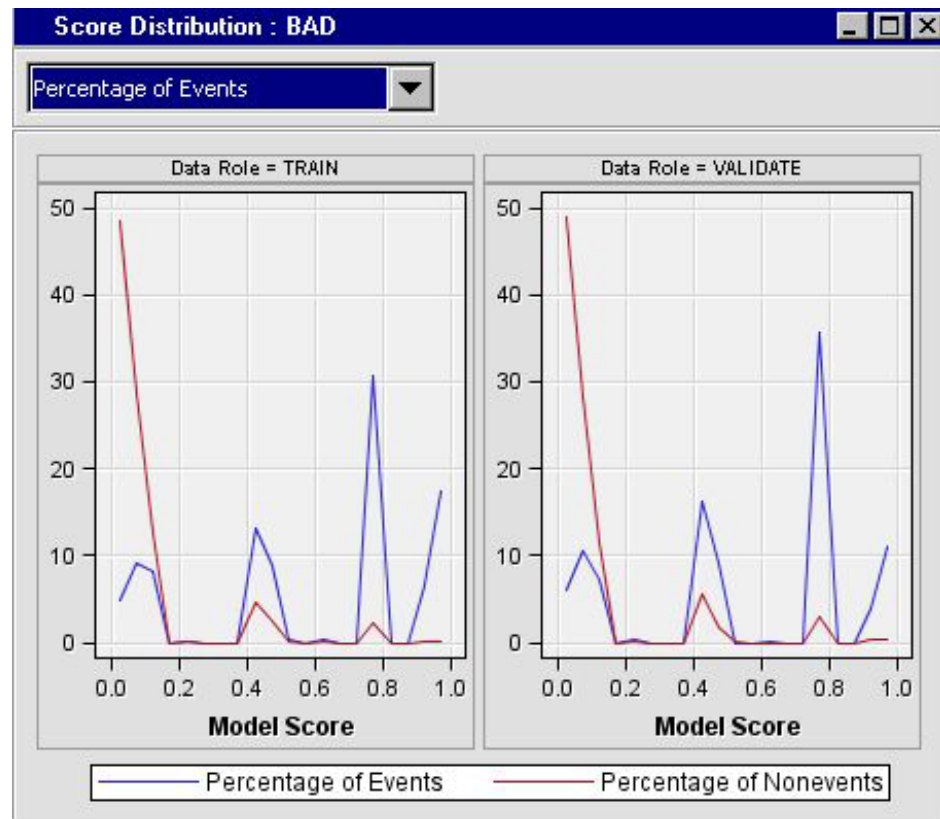 Score Distribution : BAD
Percentage of Events
Data Role = TRAIN
50
40
30
20
10
0
0.0 0.2 0.4 0.6 0.8 1.0
Model Score
Data Role = VALIDATE
50
40
30
20
10
0
0.0 0.2 0.4 0.6 0.8 1.0
Model Score
Percentage of Events Percentage of Nonevents